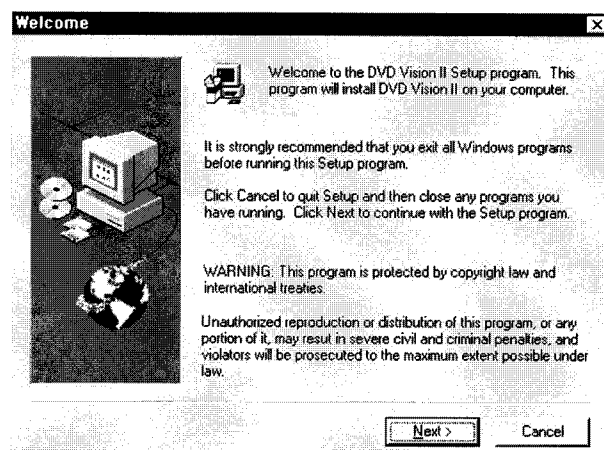 Welcome
Welcome to the DVD Vision II Setup program. This
program will install DVD Vision II on your computer.
It is strongly recommended that you exit all Windows programs
before running this Setup program.
Click Cancel to quit Setup and then close any programs you
have running. Click Next to continue with the Setup program.
WARNING: This program is protected by copyright law and
international treaties.
Unauthorized reproduction or distribution of this program, or any
portion of it, may result in severe civil and criminal penalties, and
violators will be prosecuted to the maximum extent possible under
law.
Next >
Cancel